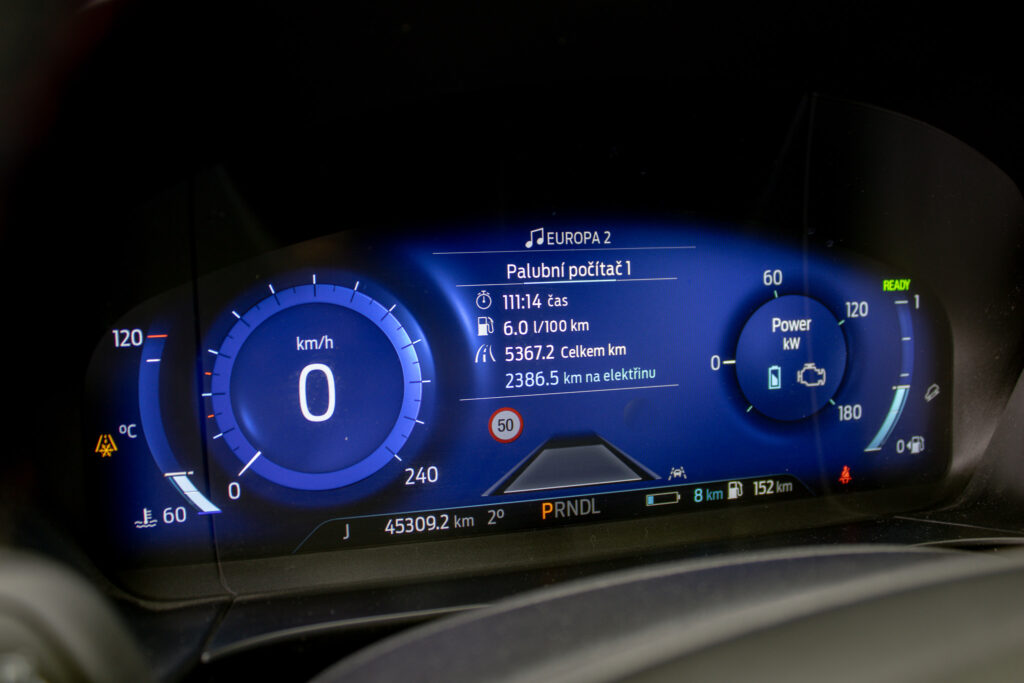 EUROPA 2
Palubní počítač 1
111:14 čas
6.0 l/100 km
5367.2 Celkem km
2386.5 km na elektřinu
120
°C
60
km/h
0
0
240
50
60
0
120
180
Power
kW
READY
1
0
J 45309.2 km 2° PRNDL 8 km 152 km